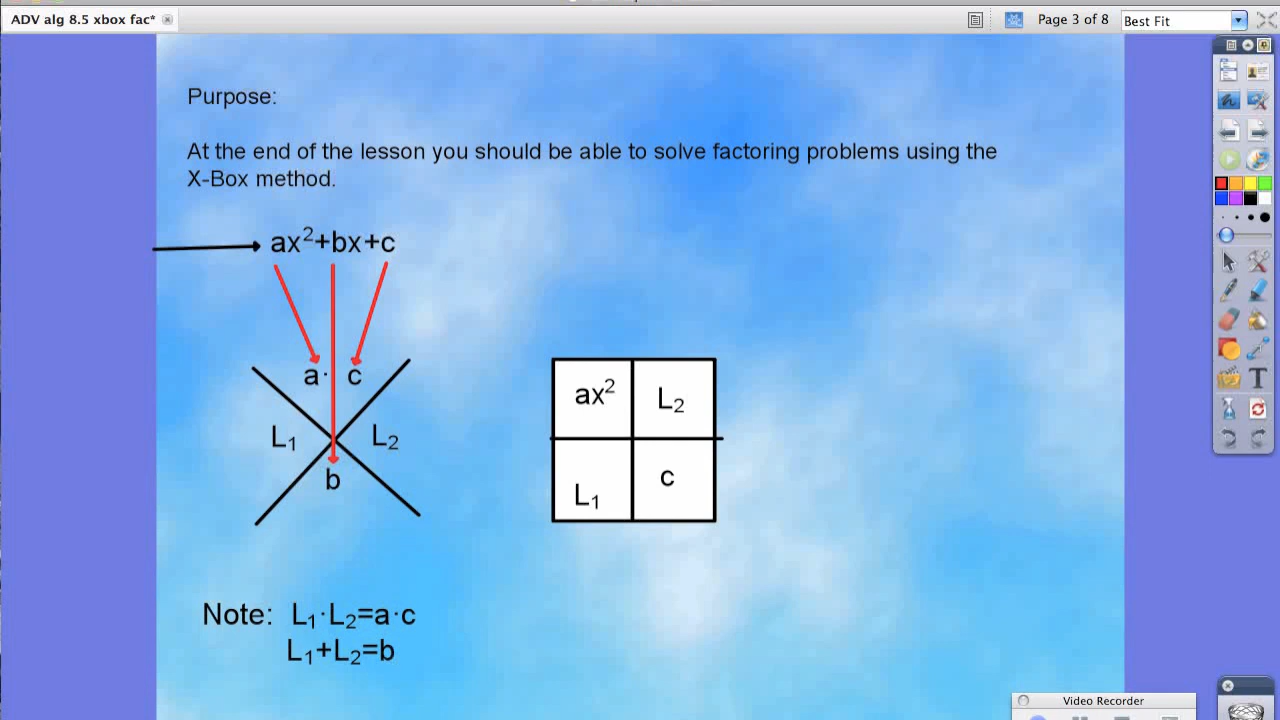 ADV alg 8.5 xbox fac*
Page 3 of 8
Best Fit
Purpose:
At the end of the lesson you should be able to solve factoring problems using the
X-Box method.
ax²+bx+c
a· c
L₁ L₂
b
ax² L₂
L₁ c
Note: L₁·L₂=a·c
L₁+L₂=b
T
Video Recorder